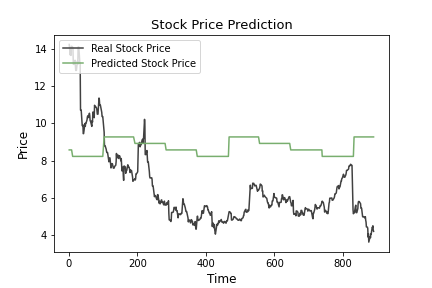 Stock Price Prediction
Real Stock Price
Predicted Stock Price
Price
14
12
10
8
6
4
0
200
400
600
800
Time